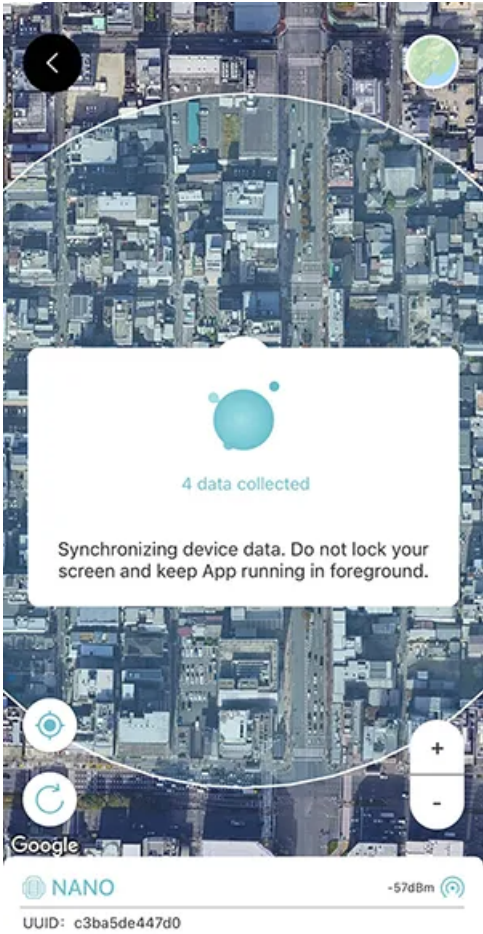 4 data collected
Synchronizing device data. Do not lock your
screen and keep App running in foreground.
+
-
Google
NANO
-57dBm
UUID: c3ba5de447d0